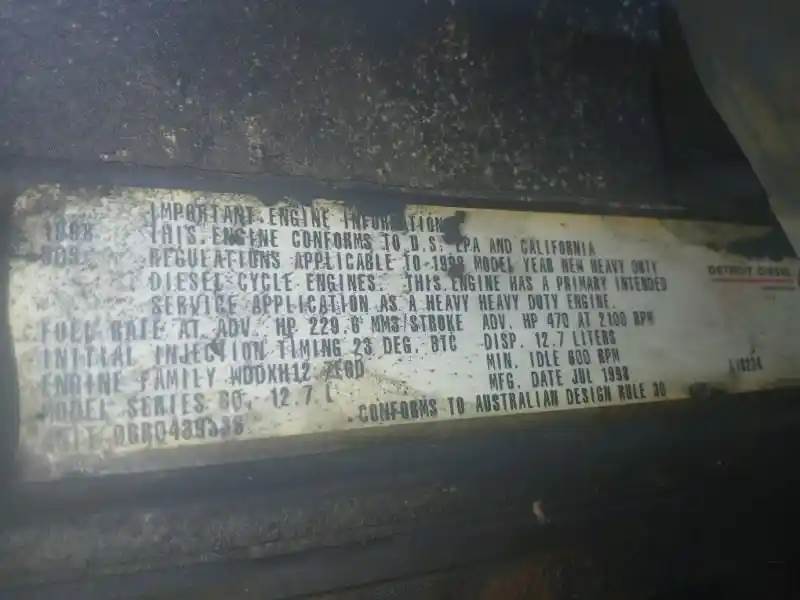 IMPORTANT ENGINE INFORMATION
THIS ENGINE CONFORMS TO U.S. EPA AND CALIFORNIA
REGULATIONS APPLICABLE TO 1998 MODEL YEAR NEW HEAVY DUTY
DIESEL CYCLE ENGINES. THIS ENGINE HAS A PRIMARY INTENDED
SERVICE APPLICATION AS A HEAVY HEAVY DUTY ENGINE.
DETROIT DIESEL
FUEL RATE AT ADV. HP 229.6 MM3/STROKE ADV. HP 470 AT 2100 RPM
INITIAL INJECTION TIMING 23 DEG. BTC DISP. 12.7 LITERS
ENGINE FAMILY MIN. IDLE 600 RPM
MODEL SERIES 60, 12.7 L MFG. DATE JUL 1998
UNIT .CONFORMS TO AUSTRALIAN DESIGN RULE 30